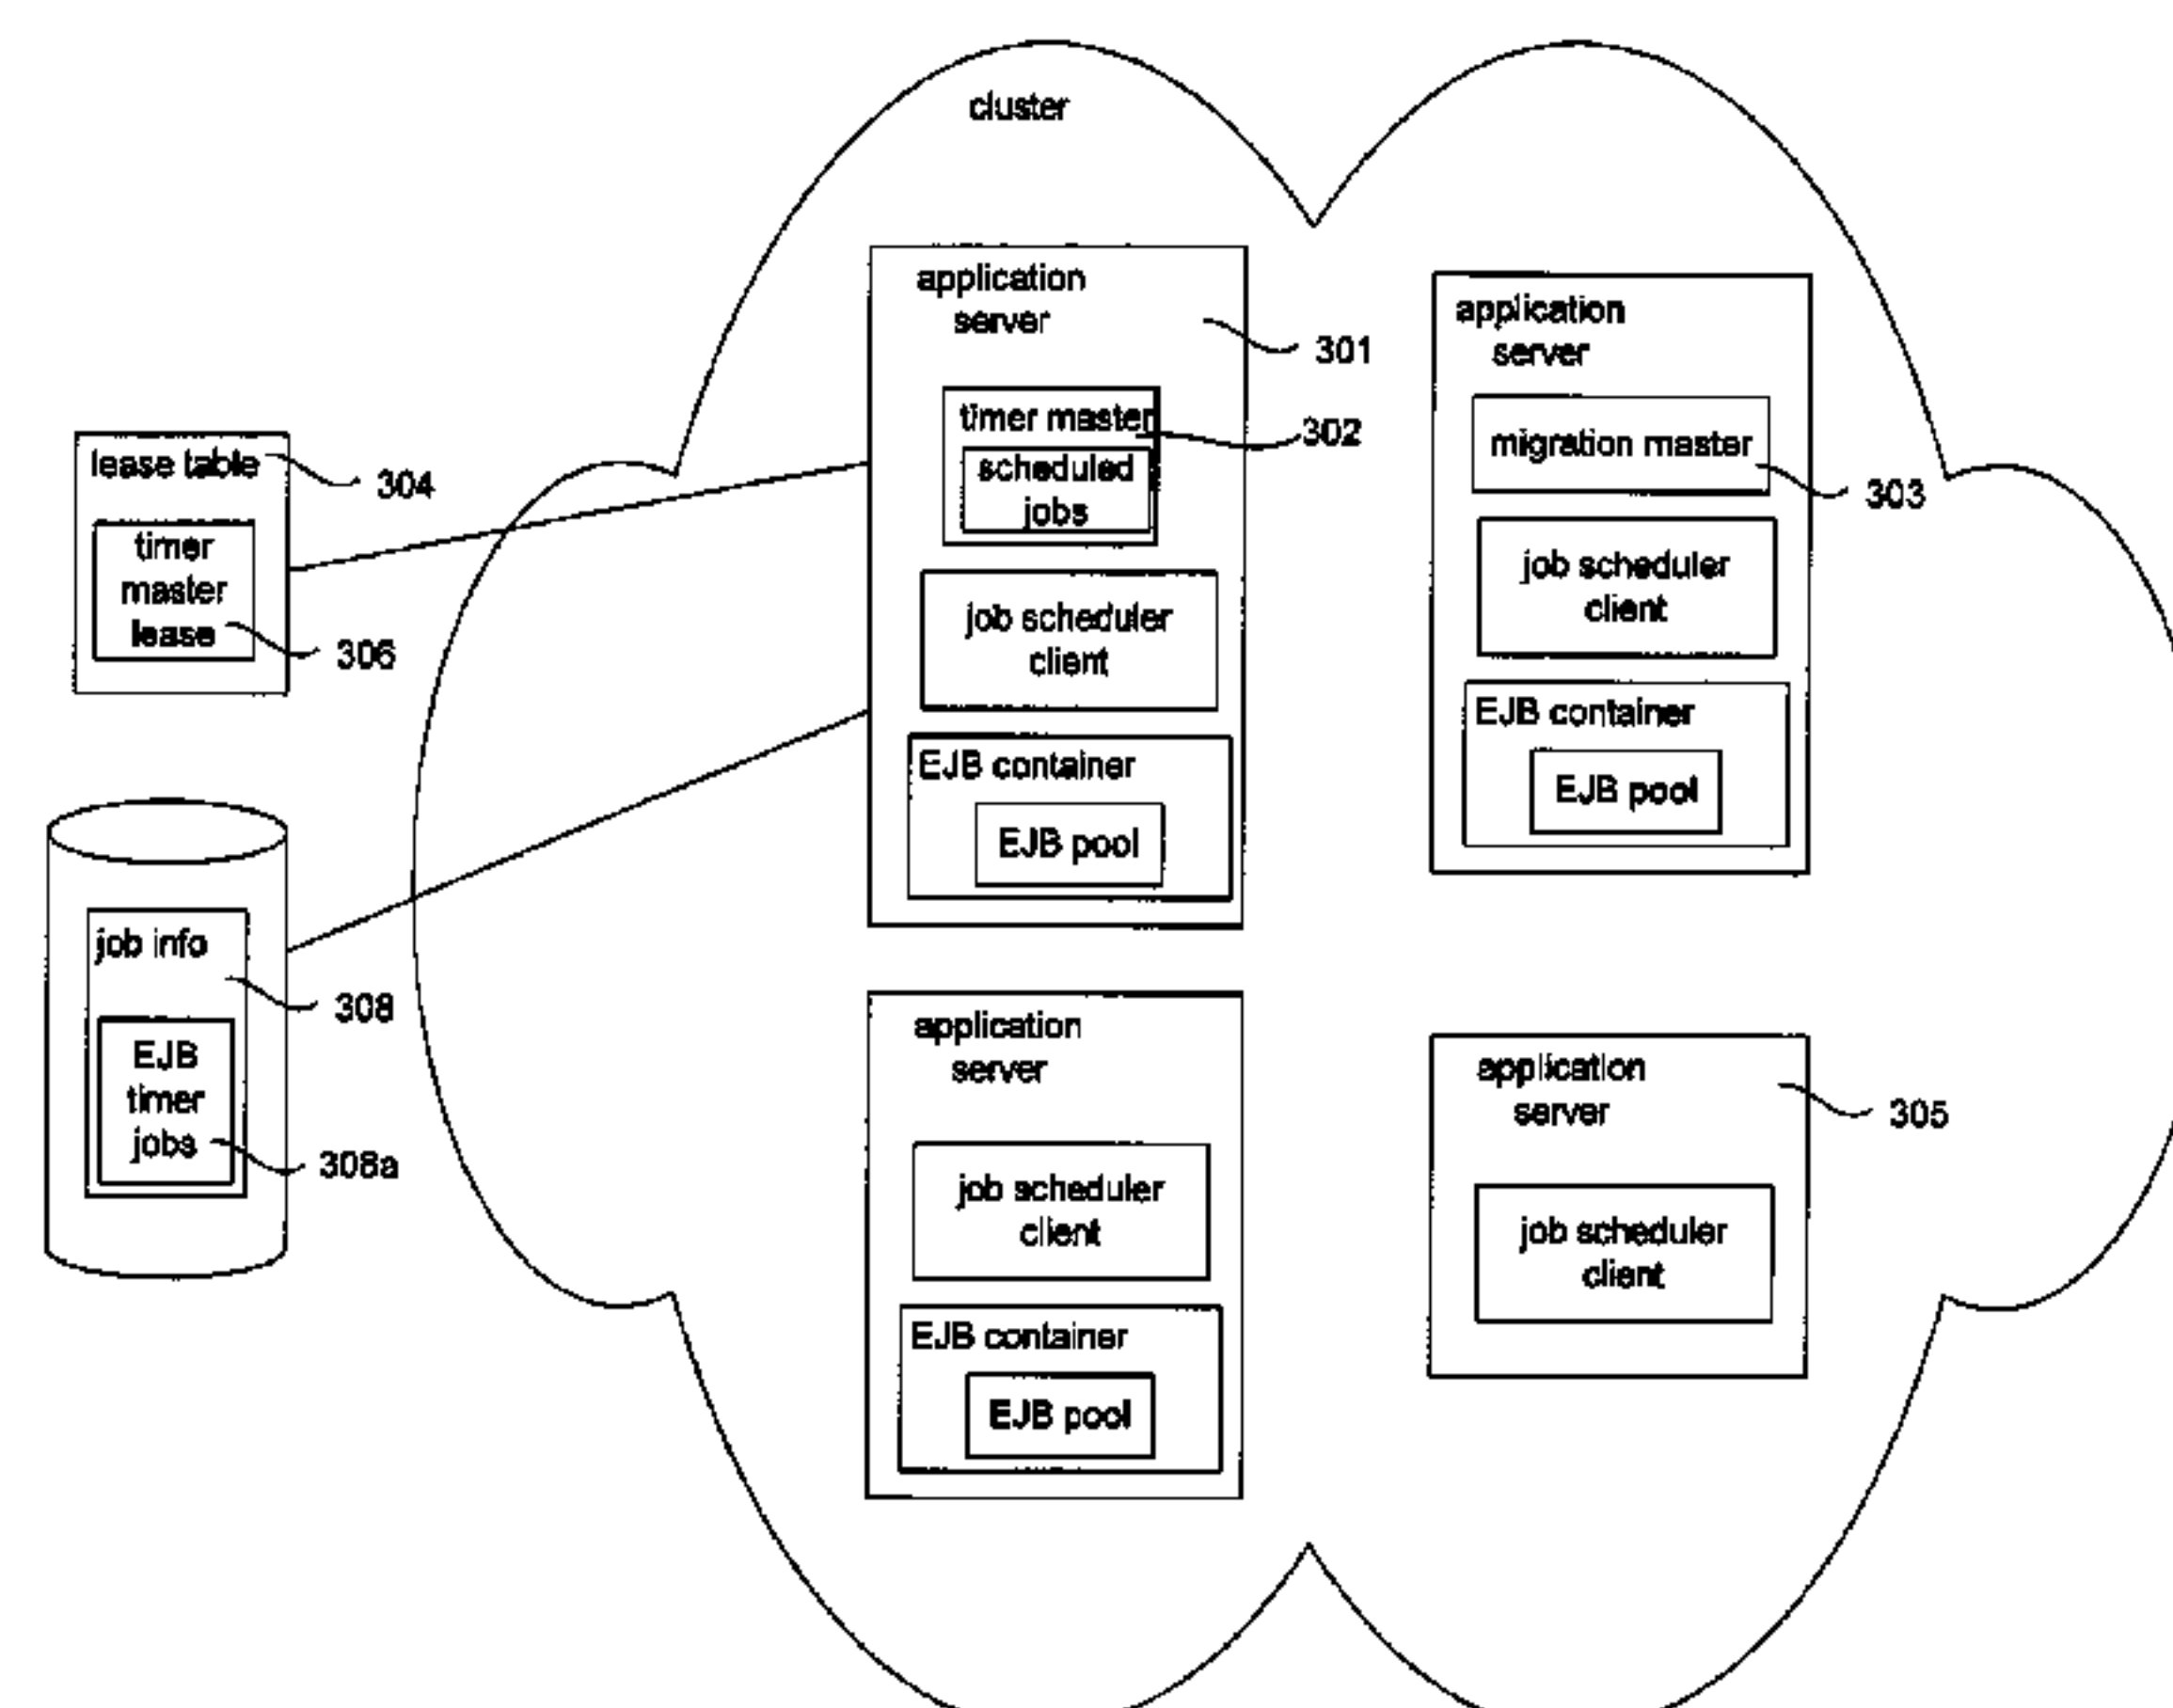 cluster
application
server
301
timer master
302
scheduled
jobs
job scheduler
client
EJB container
EJB pool
application
server
migration master
303
job scheduler
client
EJB container
EJB pool
lease table
304
timer
master
lease
306
job info
308
EJB
timer
jobs
308a
application
server
job scheduler
client
EJB container
EJB pool
application
server
305
job scheduler
client